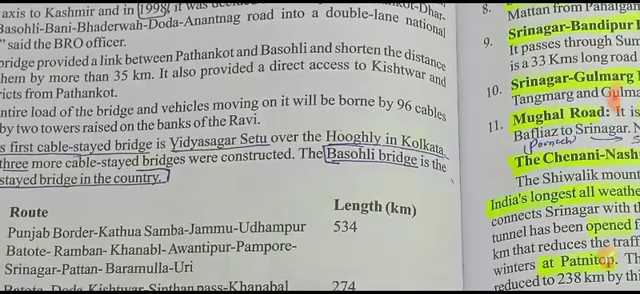 axis to Kashmir and in 1998, it was
Basohli-Bani-Bhaderwah-Doda-Anantnag road into a double-lane national
" said the BRO officer.
bridge provided a link between Pathankot and Basohli and shorten the distance
hem by more than 35 km. It also provided a direct access to Kishtwar and
ricts from Pathankot.
ntire load of the bridge and vehicles moving on it will be borne by 96 cables
by two towers raised on the banks of the Ravi.
s first cable-stayed bridge is Vidyasagar Setu over the Hooghly in Kolkata.
three more cable-stayed bridges were constructed. The Basohli bridge is the
stayed bridge in the country.
Route Length (km)
Punjab Border-Kathua Samba-Jammu-Udhampur 534
Batote- Ramban- Khanabl- Awantipur-Pampore-
Srinagar-Pattan- Baramulla-Uri
Batote Doda Kishtwar-Sinthan pass-Khanabal 274
8. Mattan from Pahalgan
9. Srinagar-Bandipur
It passes through Sum
is a 33 Kms long road
10. Srinagar-Gulmarg
Tangmarg and Gulma
11. Mughal Road: It is
Bafliaz to Srinagar. N
(Poonch)
The Chenani-Nash
The Shiwalik mount
India's longest all weathe
connects Srinagar with th
tunnel has been opened f
km that reduces the traff
winters at Patnitop. Th
reduced to 238 km by thi